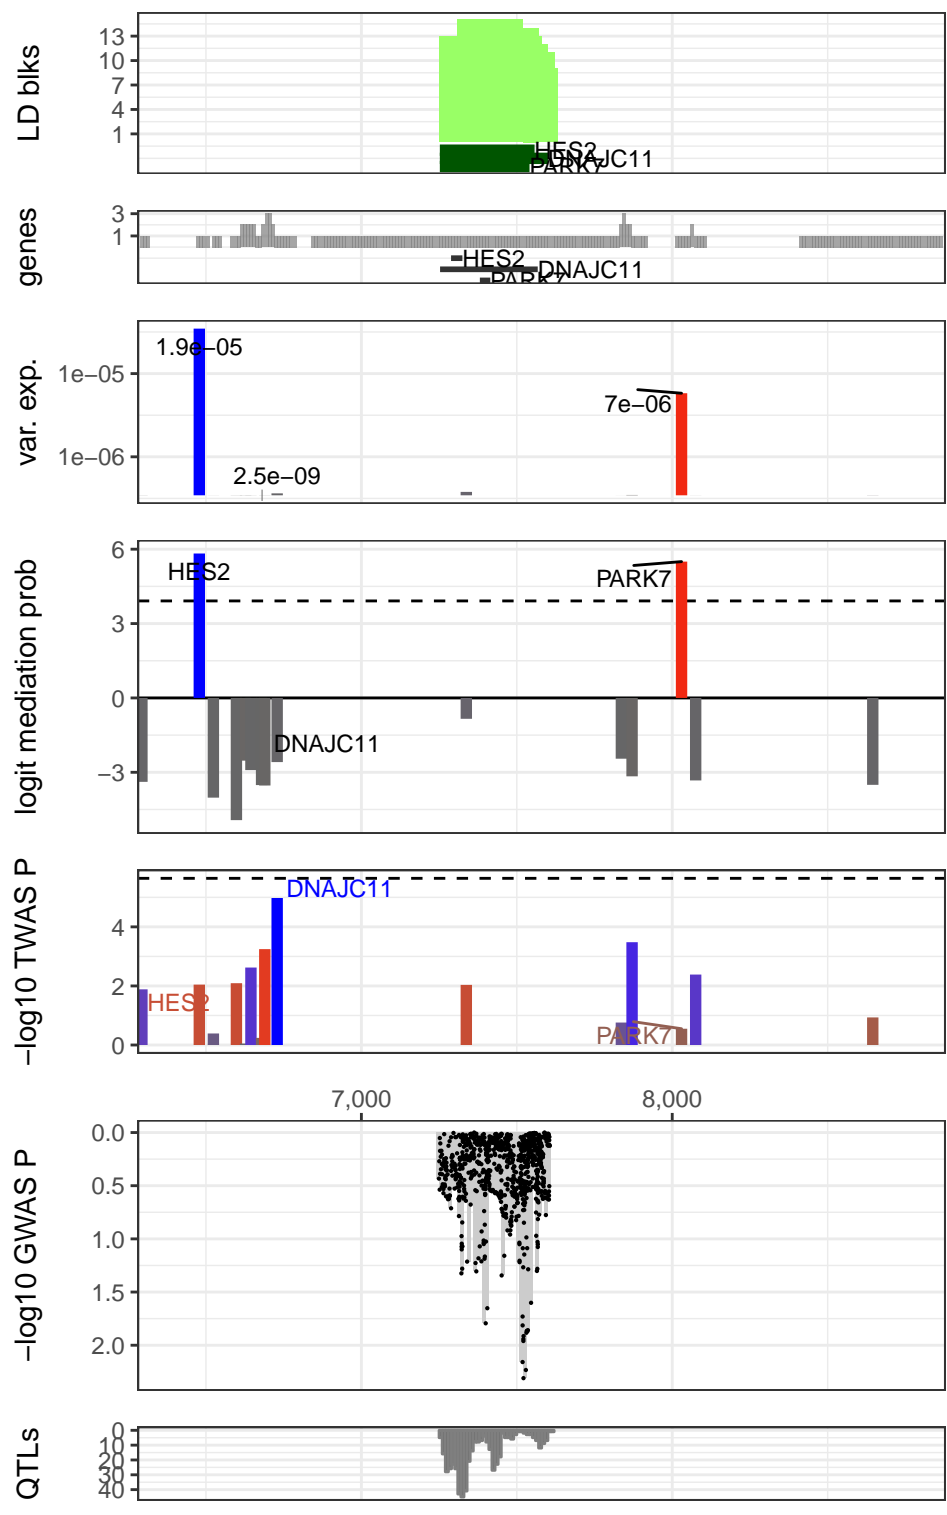 LD blks
13
10
7
4
1
HES2
DNAJC11
PARK7
genes
3
1
HES2
DNAJC11
PARK7
var. exp.
1e−05
1e−06
1.9e−05
2.5e−09
7e−06
logit mediation prob
6
3
0
−3
HES2
PARK7
DNAJC11
−log10 TWAS P
4
2
0
DNAJC11
HES2
PARK7
7,000 8,000
−log10 GWAS P
0.0
0.5
1.0
1.5
2.0
QTLs
0
10
20
30
40